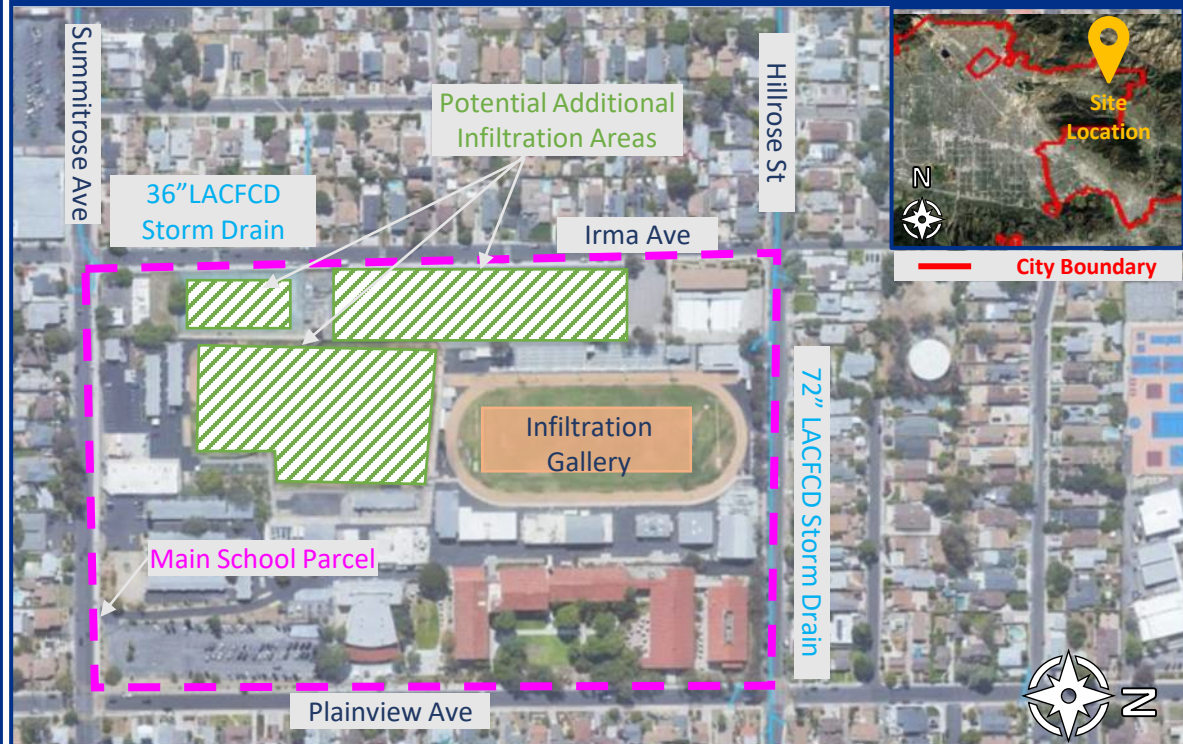 Summitrose Ave
Potential Additional
Infiltration Areas
Hillrose St
Site
Location
N
City Boundary
36”LACFCD
Storm Drain
Irma Ave
72” LACFCD Storm Drain
Infiltration
Gallery
Main School Parcel
Plainview Ave
N